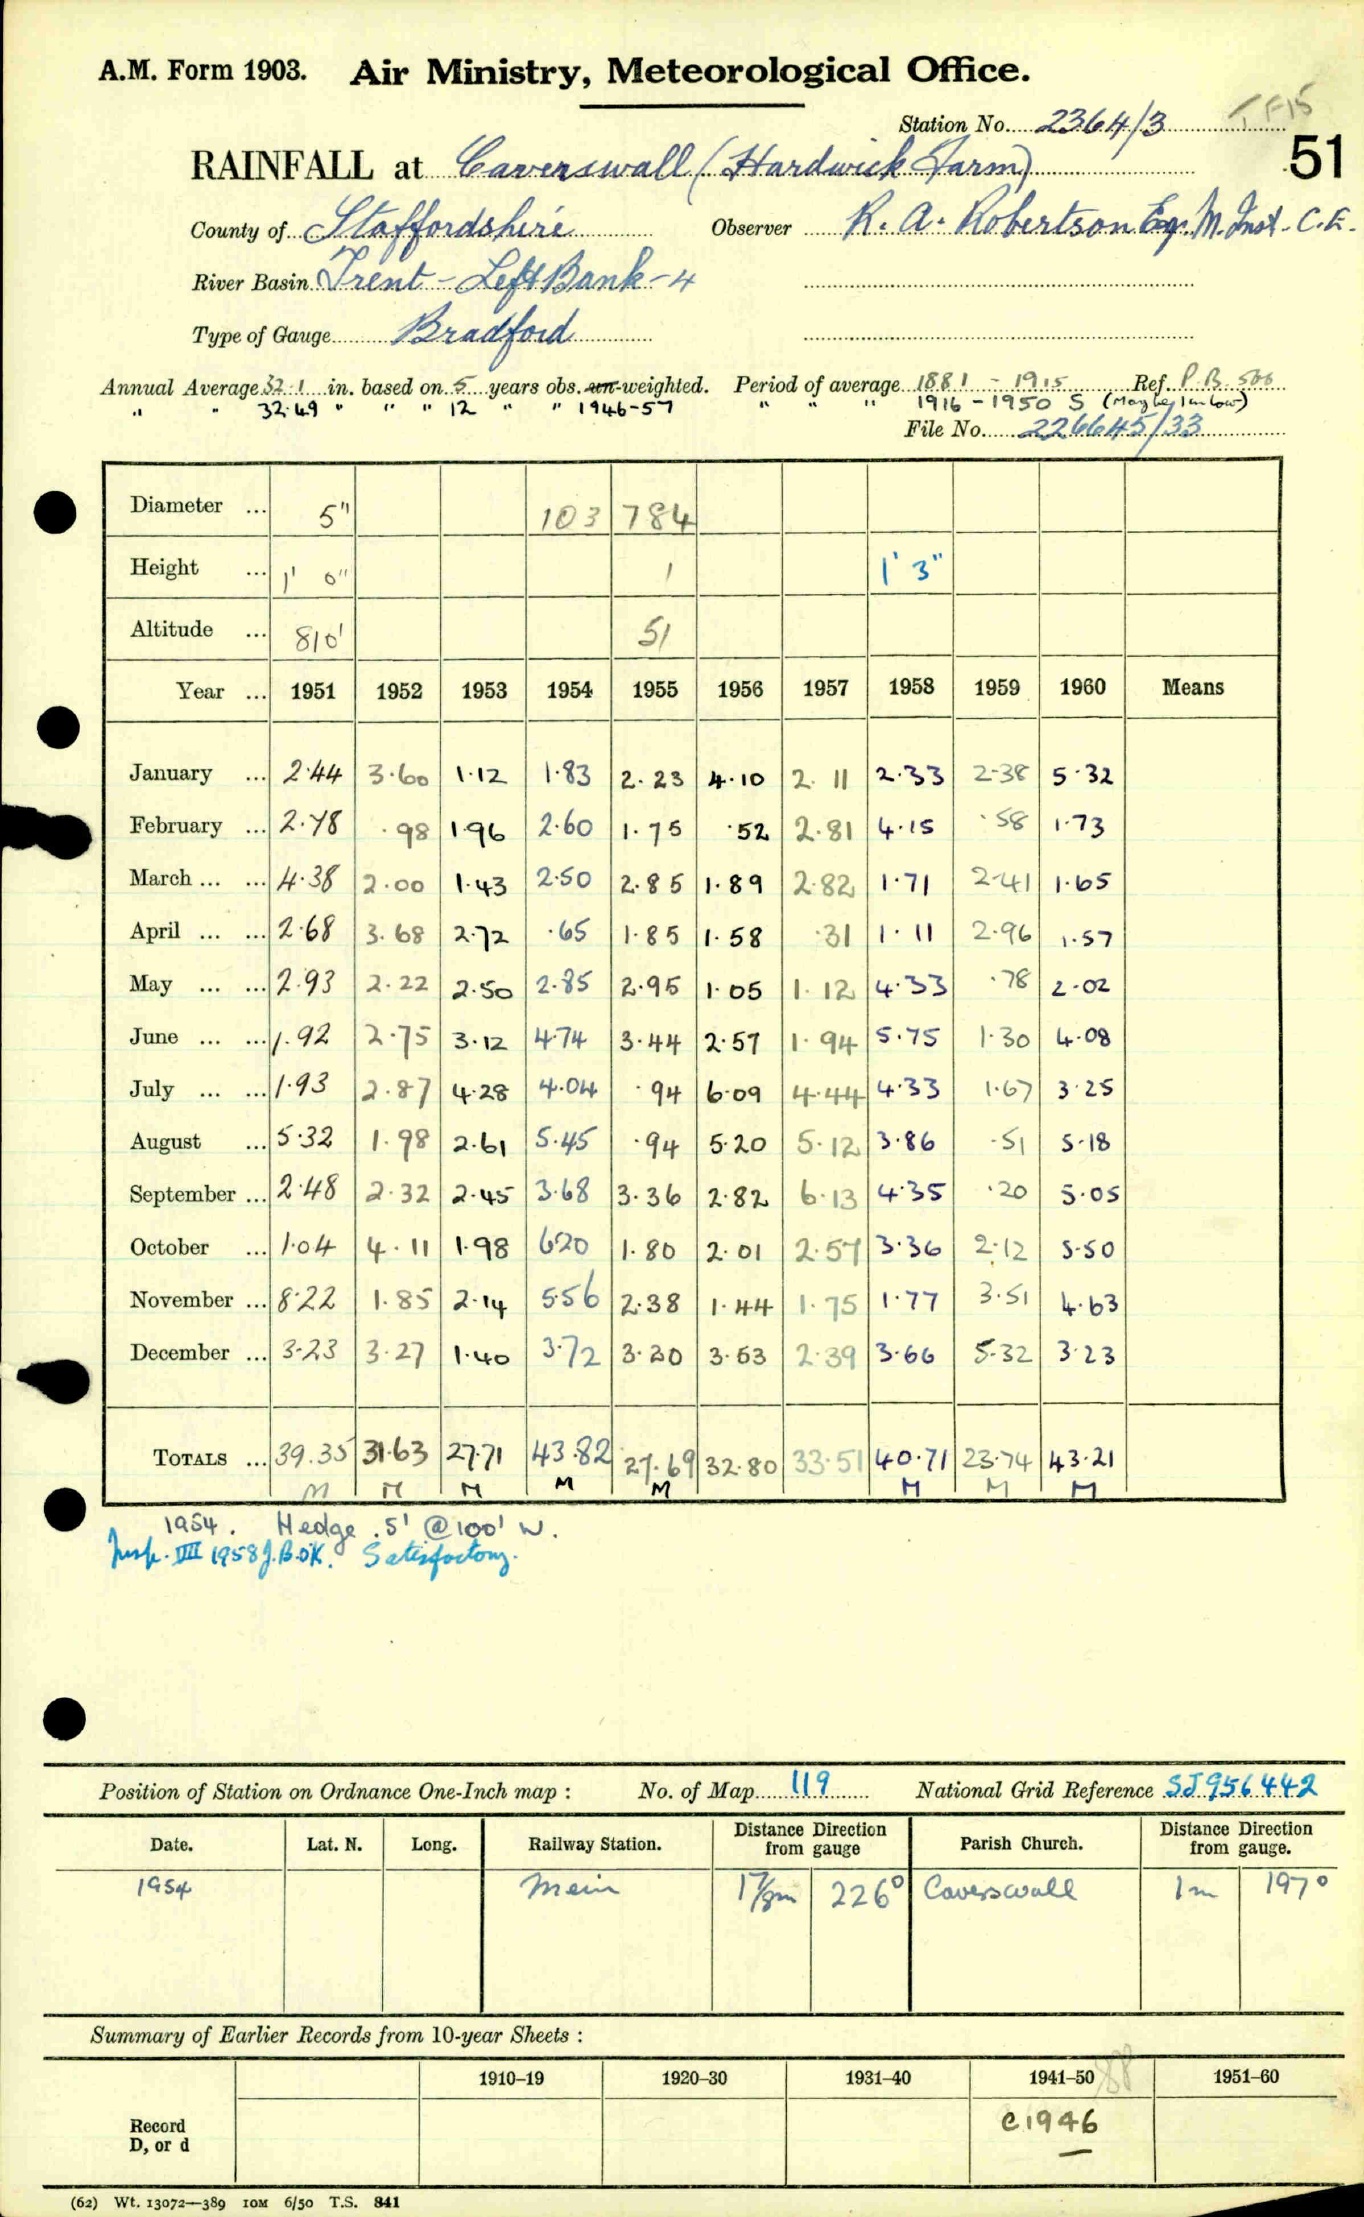 A.M. Form 1903. Air Ministry, Meteorological Office.
Station No. 2364/3 TF15
RAINFALL at Caverswall (Hardwick Farm) 51
County of Staffordshire Observer R. A. Robertson Esq. M. Inst. C. E.
River Basin Trent - Left Bank - 4
Type of Gauge Bradford
Annual Average 32.1 in. based on 5 years obs. un-weighted. Period of average 1881 - 1915 Ref. P.B. 506
" " 32.49 " " " 12 " " 1946-57 " " " 1916 - 1950 S (Maybe 1 in low)
File No. 226645/33
Diameter ... 5" 103 784
Height ... 1' 0" 1 1' 3"
Altitude ... 810' 51
Year ... 1951 1952 1953 1954 1955 1956 1957 1958 1959 1960 Means
January ... 2.44 3.60 1.12 1.83 2.23 4.10 2.11 2.33 2.38 5.32
February ... 2.78 .98 1.96 2.60 1.75 .52 2.81 4.15 .58 1.73
March ... ... 4.38 2.00 1.43 2.50 2.85 1.89 2.82 1.71 2.41 1.65
April ... ... 2.68 3.68 2.72 .65 1.85 1.58 .31 1.11 2.96 1.57
May ... ... 2.93 2.22 2.50 2.85 2.95 1.05 1.12 4.33 .78 2.02
June ... ... 1.92 2.75 3.12 4.74 3.44 2.57 1.94 5.75 1.30 4.08
July ... ... 1.93 2.87 4.28 4.04 .94 6.09 4.44 4.33 1.67 3.25
August ... 5.32 1.98 2.61 5.45 .94 5.20 5.12 3.86 .51 5.18
September ... 2.48 2.32 2.45 3.68 3.36 2.82 6.13 4.35 .20 5.05
October ... 1.04 4.11 1.98 6.20 1.80 2.01 2.57 3.36 2.12 5.50
November ... 8.22 1.85 2.14 5.56 2.38 1.44 1.75 1.77 3.51 4.63
December ... 3.23 3.27 1.40 3.72 3.20 3.53 2.39 3.66 5.32 3.23
TOTALS ... 39.35 31.63 27.71 43.82 27.69 32.80 33.51 40.71 23.74 43.21
M M M M M M M M
1954. Hedge .5' @ 100' W.
Insp. VIII 1958 J.B. OK. Satisfactory.
Position of Station on Ordnance One-Inch map : No. of Map 119 National Grid Reference SJ 956442
Date. Lat. N. Long. Railway Station. Distance Direction from gauge Parish Church. Distance Direction from gauge.
1954 Meir 1 7/8m 226° Caverswall 1m 197°
Summary of Earlier Records from 10-year Sheets :
1910–19 1920–30 1931–40 1941–50 88 1951–60
Record D, or d c1946
(62) Wt. 13072—389 10M 6/50 T.S. 841